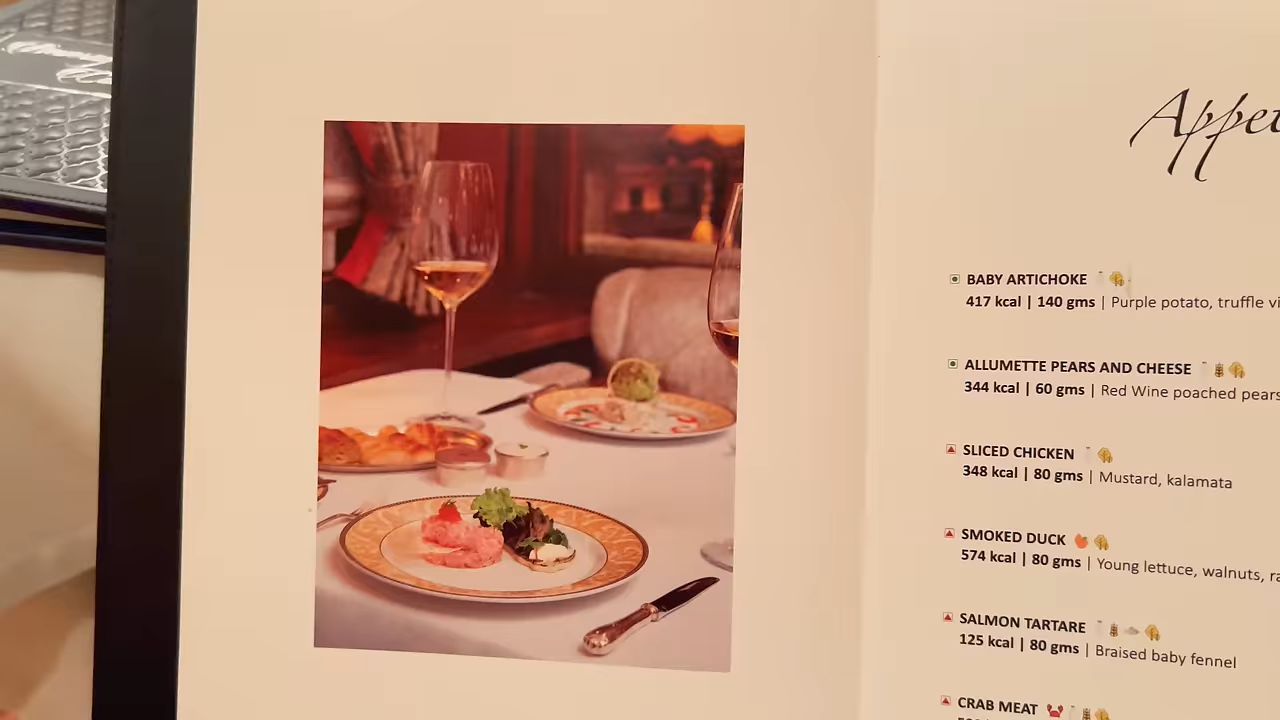 Appet
BABY ARTICHOKE
417 kcal | 140 gms | Purple potato, truffle vi
ALLUMETTE PEARS AND CHEESE
344 kcal | 60 gms | Red Wine poached pears
SLICED CHICKEN
348 kcal | 80 gms | Mustard, kalamata
SMOKED DUCK
574 kcal | 80 gms | Young lettuce, walnuts, ra
SALMON TARTARE
125 kcal | 80 gms | Braised baby fennel
CRAB MEAT